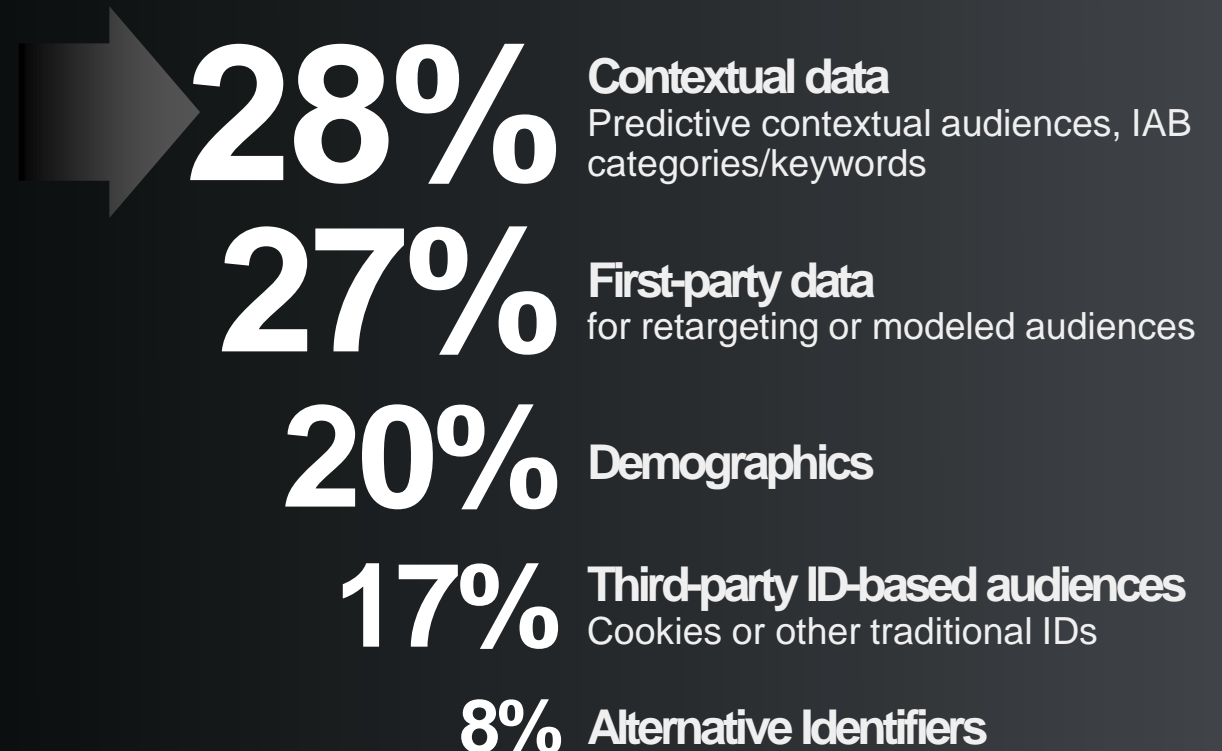 28%
Contextual data
Predictive contextual audiences, IAB
categories/keywords
27%
First-party data
for retargeting or modeled audiences
20%
Demographics
17%
Third-party ID-based audiences
Cookies or other traditional IDs
8%
Alternative Identifiers